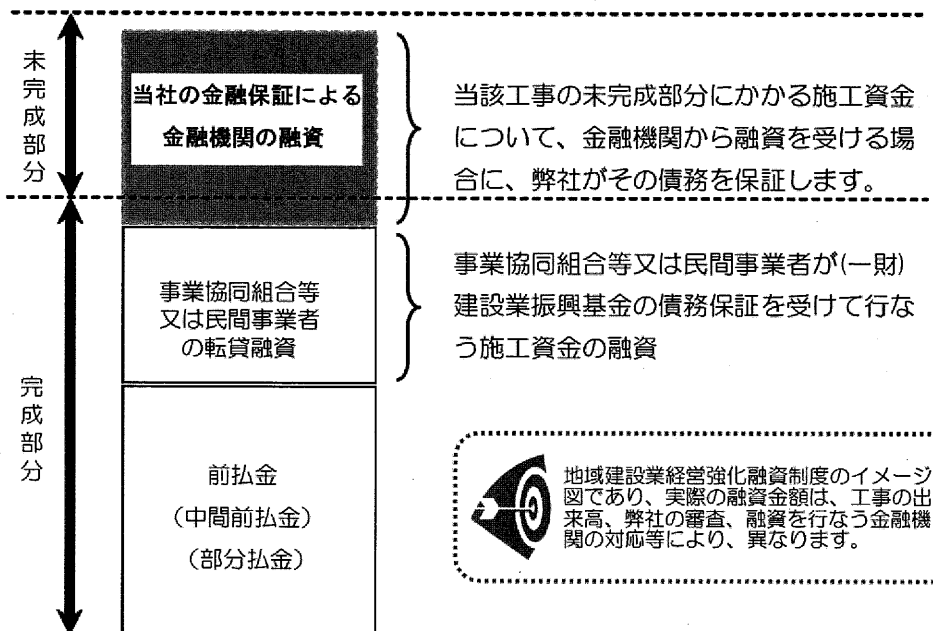 未完成部分
当社の金融保証による
金融機関の融資
当該工事の未完成部分にかかる施工資金
について、金融機関から融資を受ける場
合に、弊社がその債務を保証します。
完成部分
事業協同組合等
又は民間事業者
の転貸融資
事業協同組合等又は民間事業者が(一財)
建設業振興基金の債務保証を受けて行な
う施工資金の融資
前払金
（中間前払金）
（部分払金）
地域建設業経営強化融資制度のイメージ
図であり、実際の融資金額は、工事の出
来高、弊社の審査、融資を行なう金融機
関の対応等により、異なります。